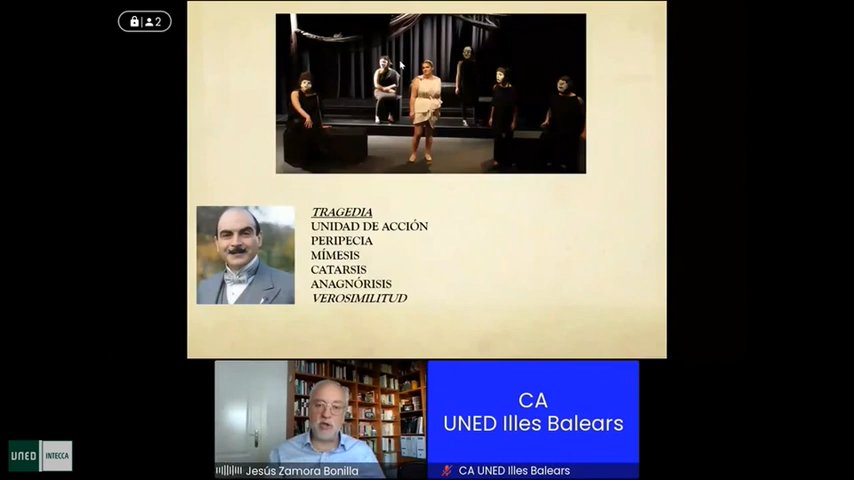 2
TRAGEDIA
UNIDAD DE ACCIÓN
PERIPECIA
MÍMESIS
CATARSIS
ANAGNÓRISIS
VEROSIMILITUD
CA
UNED Illes Balears
Jesús Zamora Bonilla
CA UNED Illes Balears
UNED INTECCA